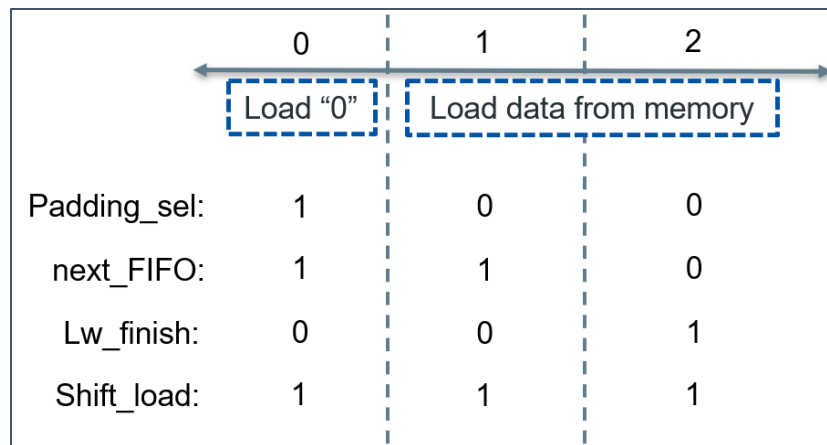 0 1 2
Load “0” Load data from memory
Padding_sel: 1 0 0
next_FIFO: 1 1 0
Lw_finish: 0 0 1
Shift_load: 1 1 1